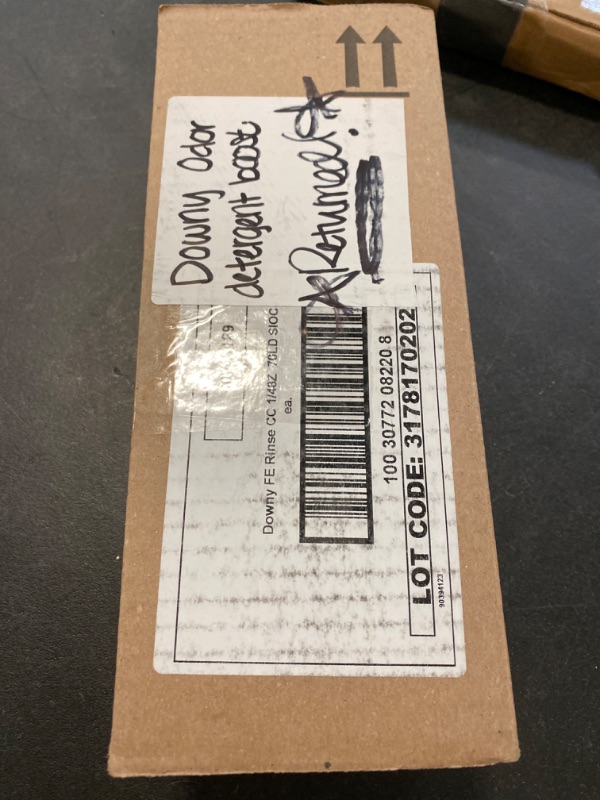 Downy odor
detergent boost
Returned!
Downy FE Rinse CC 1/48Z 70LD SIOC
ea.
100 30772 08220 8
LOT CODE: 3178170202
90394123